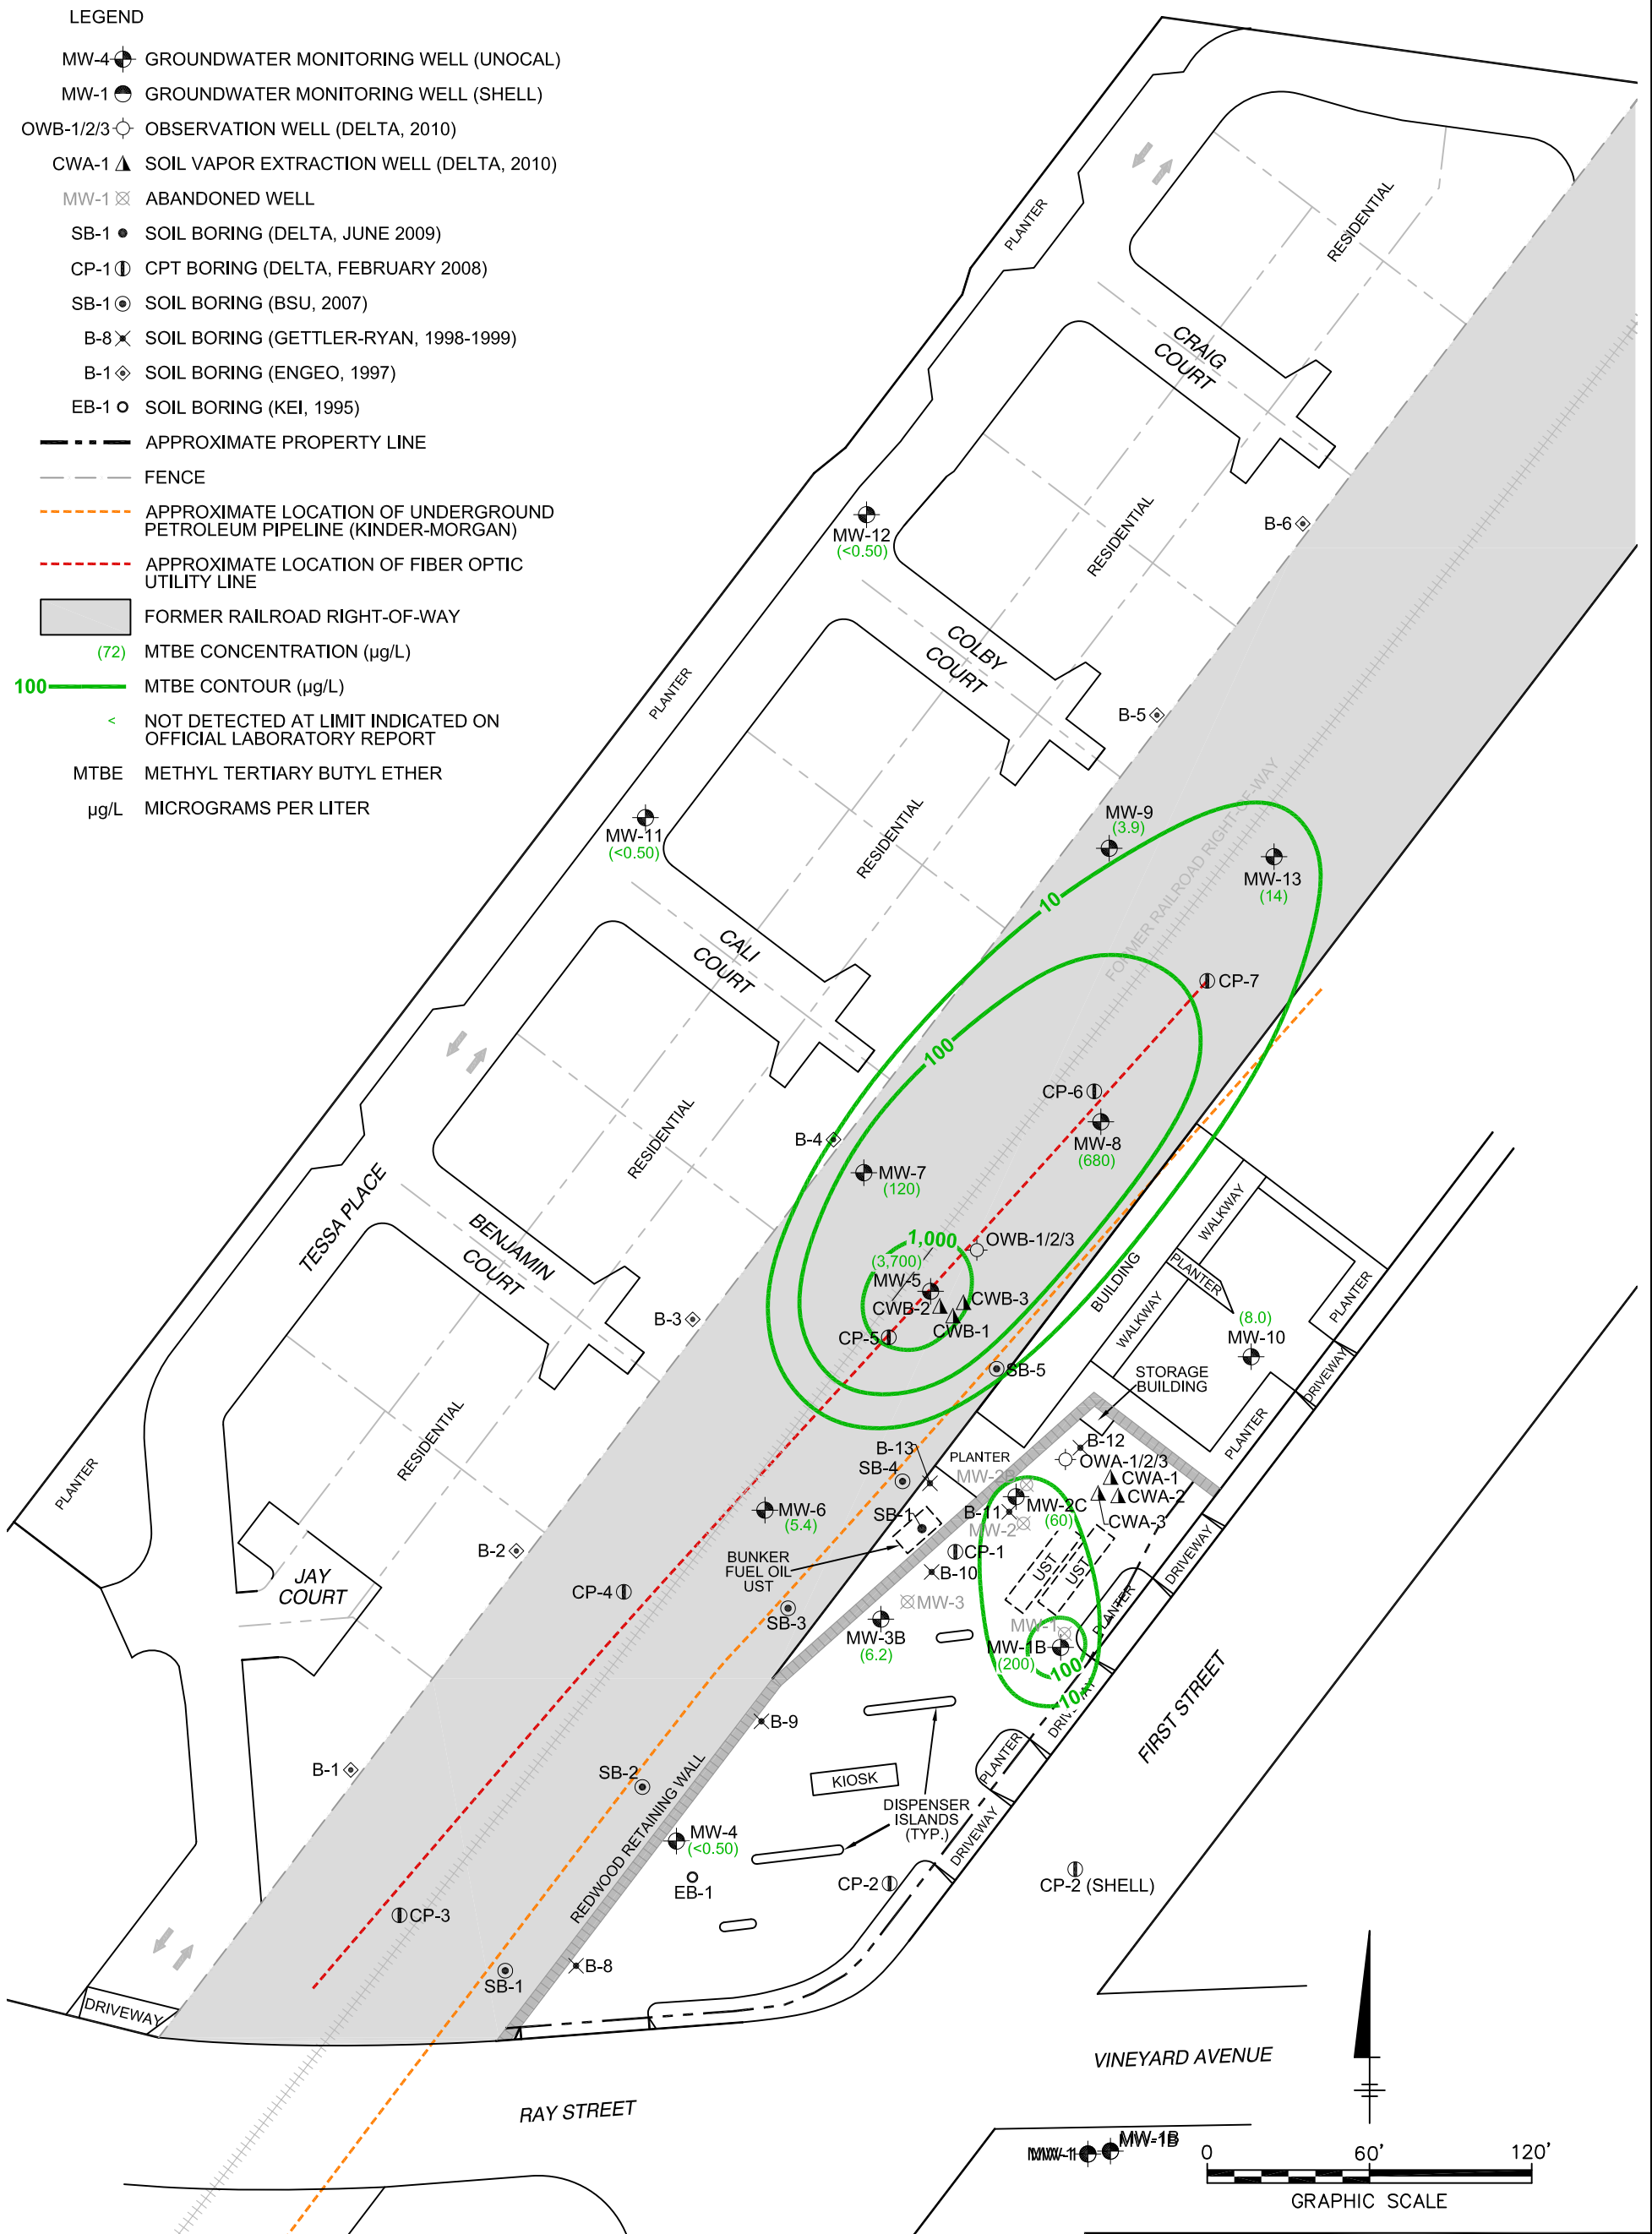 LEGEND
MW-4 GROUNDWATER MONITORING WELL (UNOCAL)
MW-1 GROUNDWATER MONITORING WELL (SHELL)
OWB-1/2/3 OBSERVATION WELL (DELTA, 2010)
CWA-1 SOIL VAPOR EXTRACTION WELL (DELTA, 2010)
MW-1 ABANDONED WELL
SB-1 SOIL BORING (DELTA, JUNE 2009)
CP-1 CPT BORING (DELTA, FEBRUARY 2008)
SB-1 SOIL BORING (BSU, 2007)
B-8 SOIL BORING (GETTLER-RYAN, 1998-1999)
B-1 SOIL BORING (ENGEO, 1997)
EB-1 SOIL BORING (KEI, 1995)
APPROXIMATE PROPERTY LINE
FENCE
APPROXIMATE LOCATION OF UNDERGROUND
PETROLEUM PIPELINE (KINDER-MORGAN)
APPROXIMATE LOCATION OF FIBER OPTIC
UTILITY LINE
FORMER RAILROAD RIGHT-OF-WAY
(72) MTBE CONCENTRATION (µg/L)
100 MTBE CONTOUR (µg/L)
< NOT DETECTED AT LIMIT INDICATED ON
OFFICIAL LABORATORY REPORT
MTBE METHYL TERTIARY BUTYL ETHER
µg/L MICROGRAMS PER LITER
PLANTER
RESIDENTIAL
CRAIG
COURT
MW-12
(<0.50)
RESIDENTIAL
B-6
COLBY
COURT
PLANTER
B-5
MW-11
(<0.50)
RESIDENTIAL
MW-9
(3.9)
FORMER RAILROAD RIGHT-OF-WAY
MW-13
(14)
10
CALI
COURT
CP-7
100
CP-6
MW-8
(680)
RESIDENTIAL
B-4
MW-7
(120)
TESSA PLACE
BENJAMIN
COURT
1,000
OWB-1/2/3
(3,700)
MW-5
CWB-2
CWB-3
CWB-1
CP-5
B-3
SB-5
BUILDING
WALKWAY
WALKWAY
PLANTER
PLANTER
(8.0)
MW-10
STORAGE
BUILDING
DRIVEWAY
PLANTER
RESIDENTIAL
PLANTER
B-13
SB-4
PLANTER
B-12
OWA-1/2/3
MW-2B
CWA-1
CWA-2
CWA-3
MW-2C
(60)
B-11
MW-2
SB-1
MW-6
(5.4)
BUNKER
FUEL OIL
UST
CP-1
B-10
UST
UST
DRIVEWAY
PLANTER
B-2
JAY
COURT
CP-4
SB-3
MW-3
MW-3B
(6.2)
MW-1
MW-1B
(200)
100
10
DRIVEWAY
FIRST STREET
B-9
PLANTER
B-1
SB-2
REDWOOD RETAINING WALL
KIOSK
DISPENSER
ISLANDS
(TYP.)
DRIVEWAY
MW-4
(<0.50)
EB-1
CP-2
CP-2 (SHELL)
CP-3
B-8
SB-1
DRIVEWAY
VINEYARD AVENUE
RAY STREET
MW-1
MW-1B
0 60' 120'
GRAPHIC SCALE